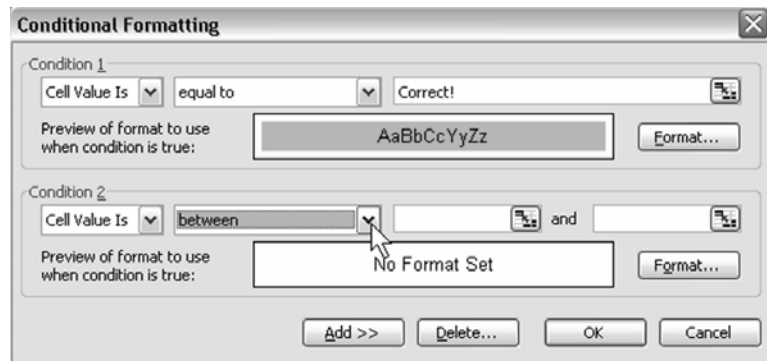 Conditional Formatting
Condition 1
Cell Value Is equal to Correct!
Preview of format to use
when condition is true:
AaBbCcYyZz
Format...
Condition 2
Cell Value Is between and
Preview of format to use
when condition is true:
No Format Set
Format...
Add >> Delete... OK Cancel